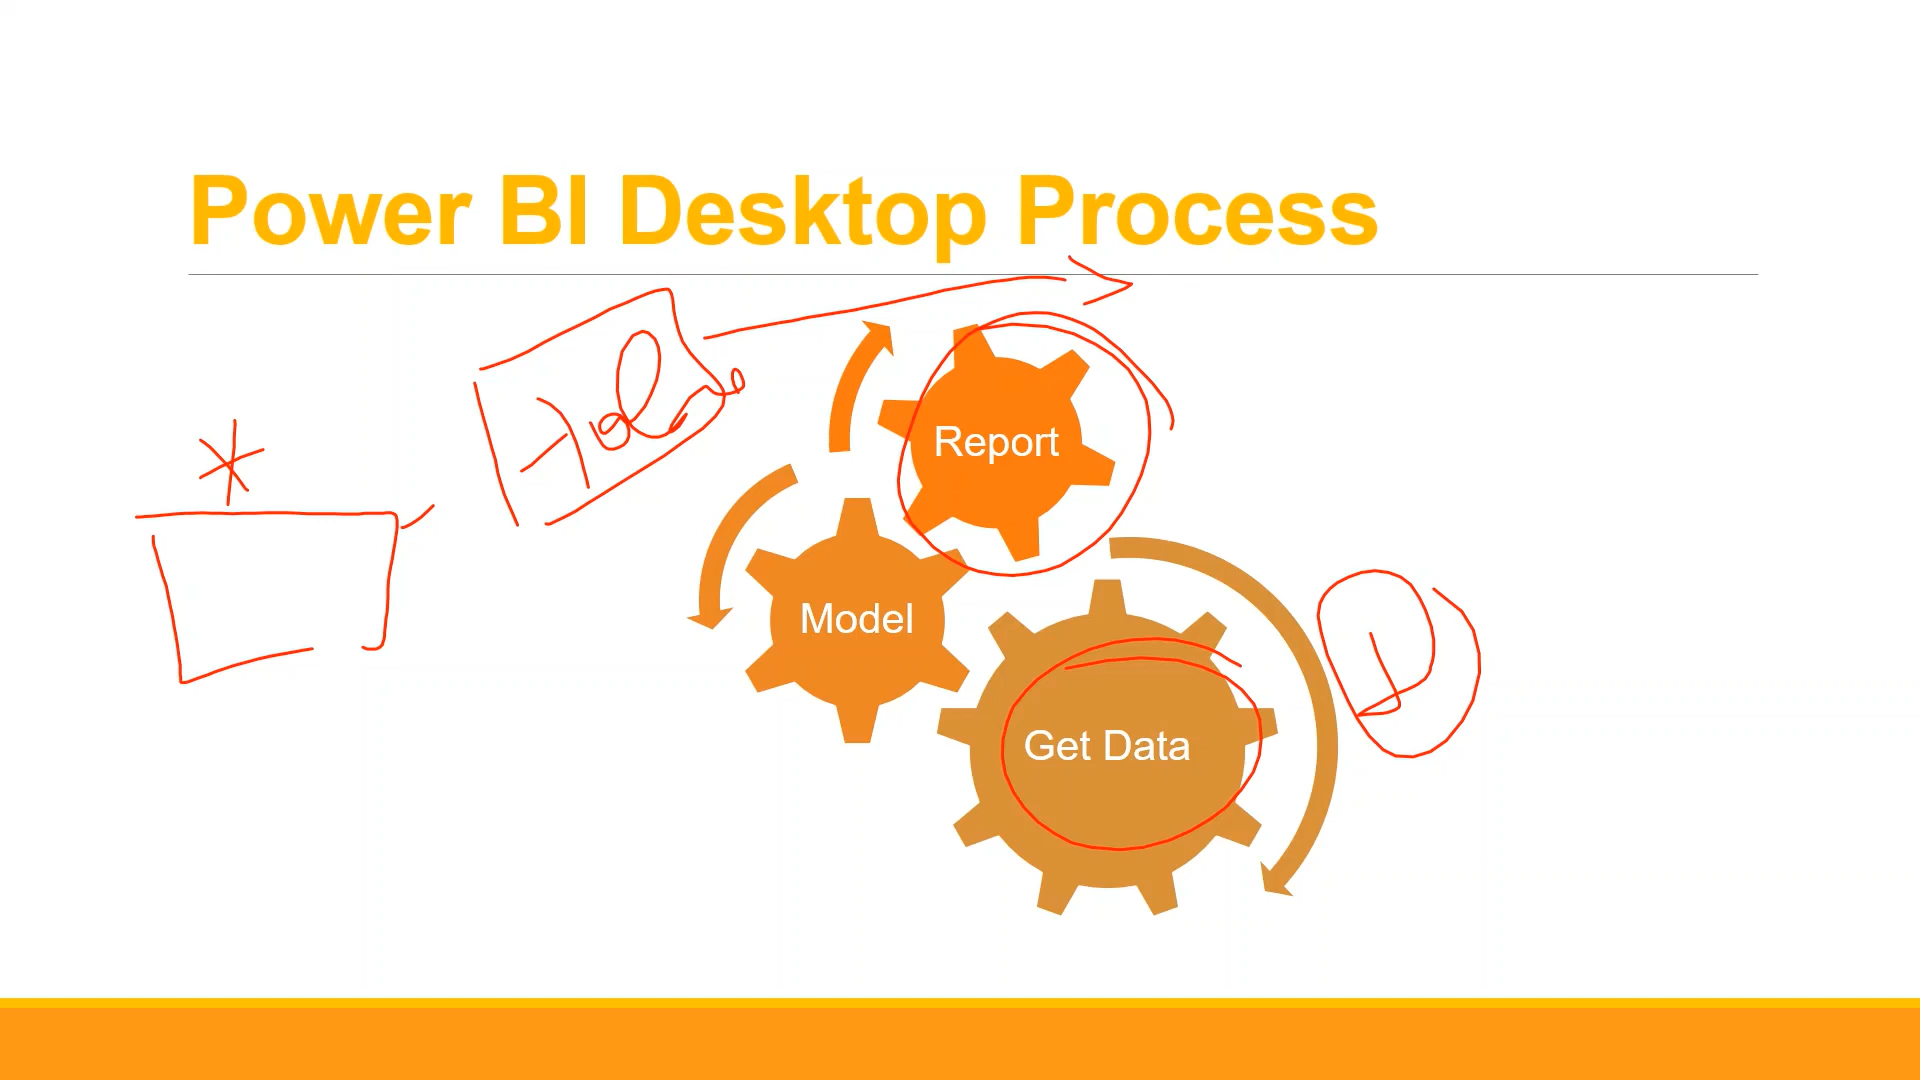 Power BI Desktop Process
Report
Model
Get Data